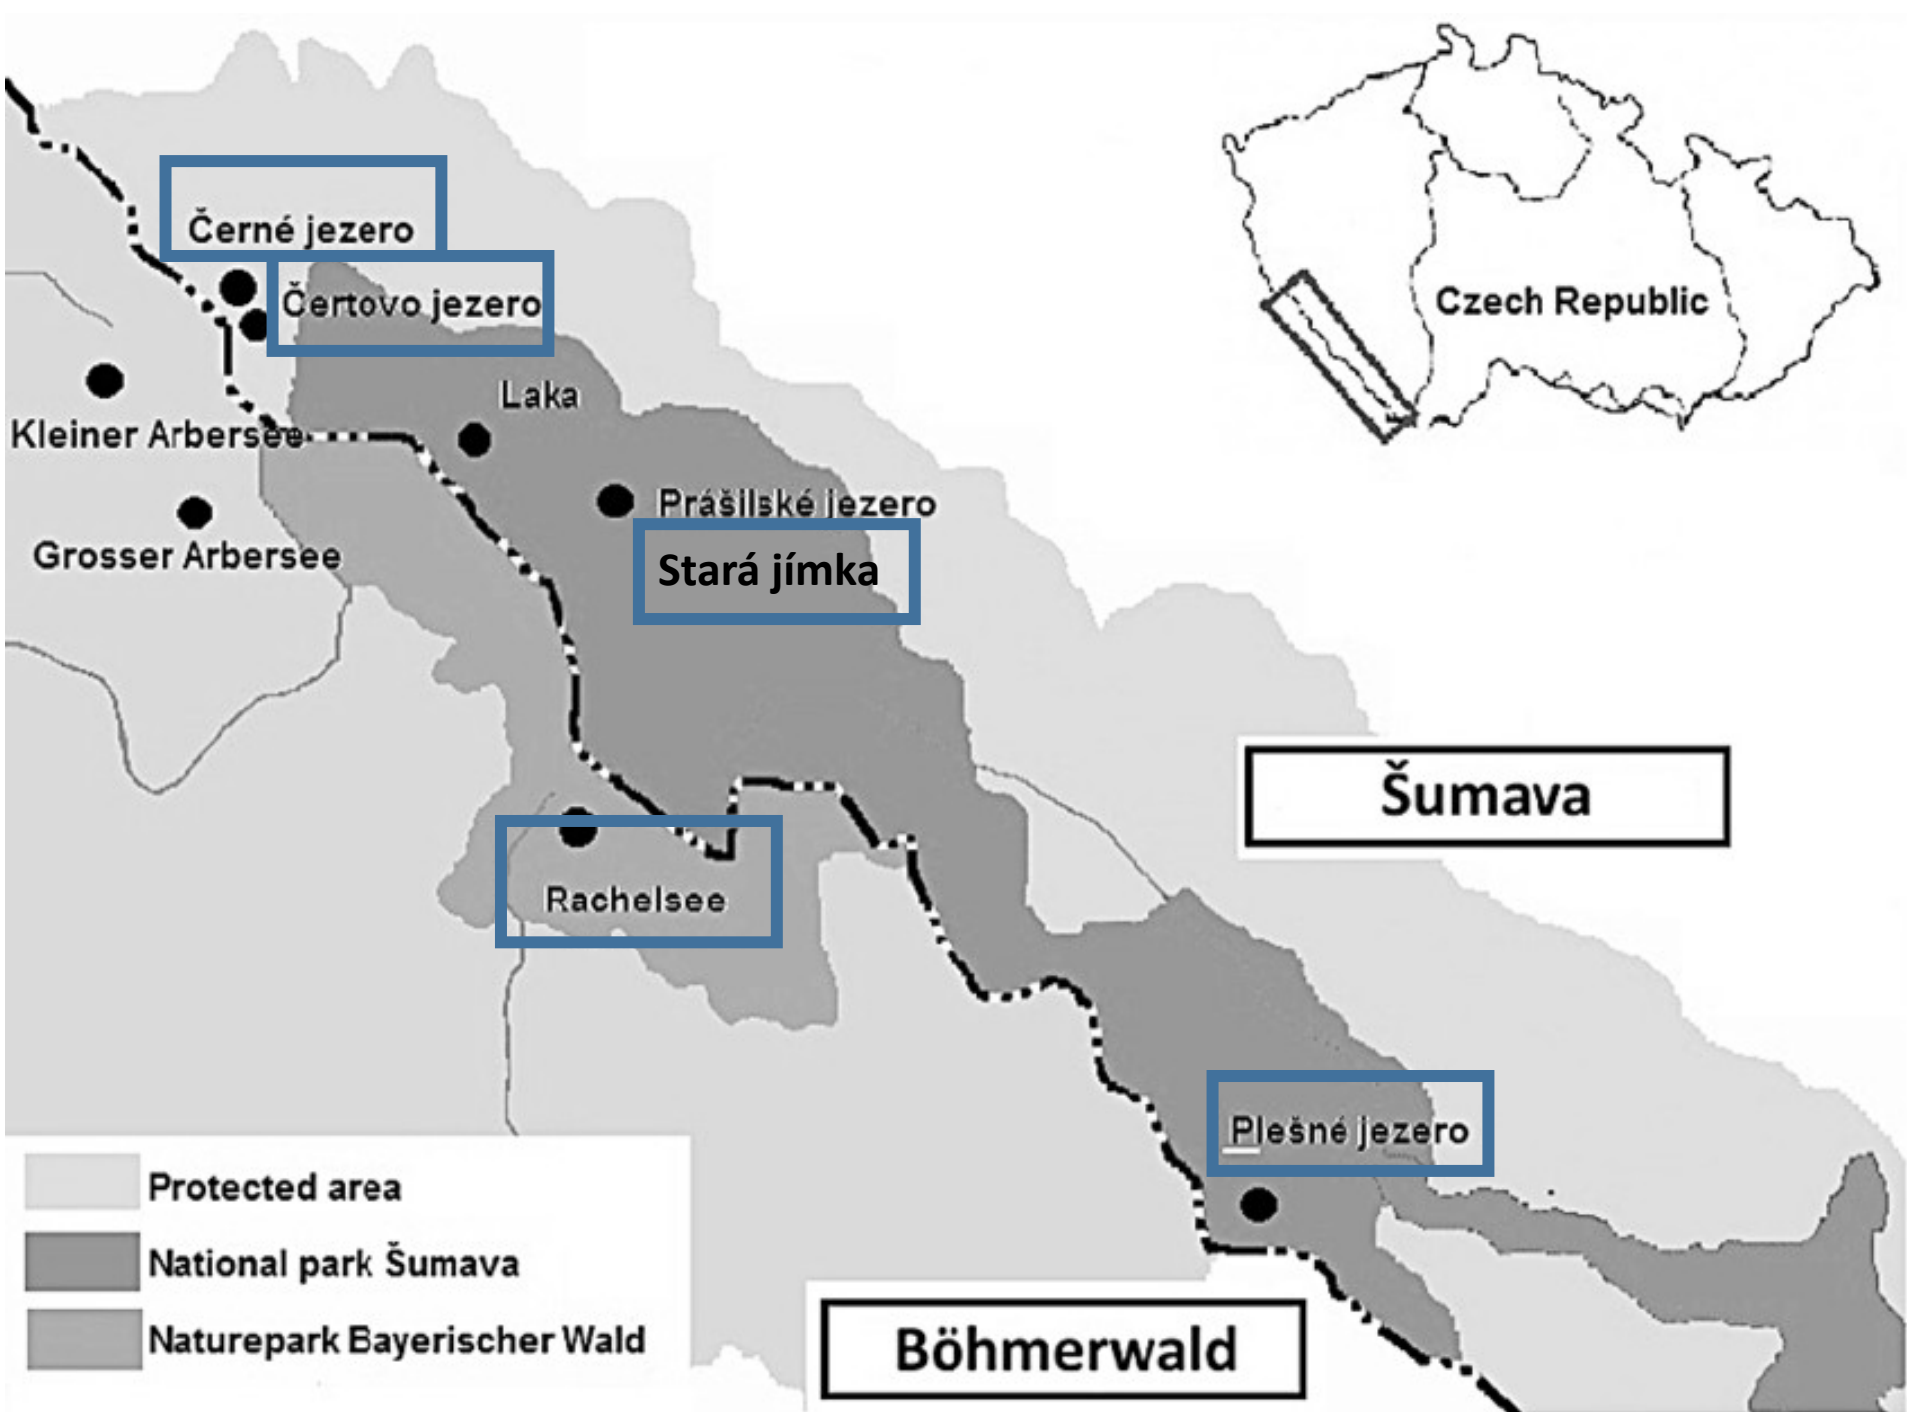 Černé jezero
Čertovo jezero
Czech Republic
Laka
Kleiner Arbersee
Prášilské jezero
Grosser Arbersee
Stará jímka
Šumava
Rachelsee
Plešné jezero
Protected area
National park Šumava
Naturepark Bayerischer Wald
Böhmerwald